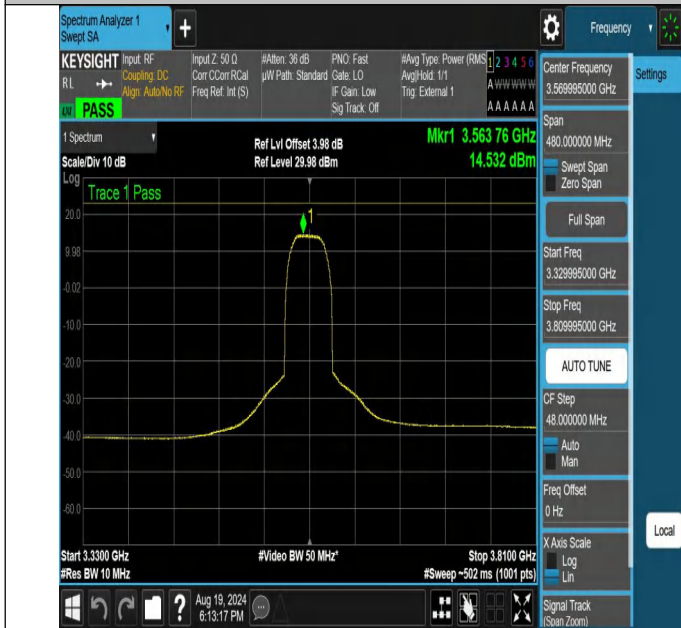 Spectrum Analyzer 1
Swept SA
+
Frequency
KEYSIGHT
RL
PASS
Input: RF
Coupling: DC
Align: Auto/No RF
Input Z: 50 Ω
Corr CCorr RCal
Freq Ref: Int (S)
#Atten: 36 dB
µW Path: Standard
PNO: Fast
Gate: LO
IF Gain: Low
Sig Track: Off
#Avg Type: Power (RMS
Avg|Hold: 1/1
Trig: External 1
1 2 3 4 5 6
A W W W W W
A A A A A A
1 Spectrum
Scale/Div 10 dB
Ref Lvl Offset 3.98 dB
Ref Level 29.98 dBm
Mkr1 3.563 76 GHz
14.532 dBm
Log
Trace 1 Pass
1
20.0
9.98
-0.02
-10.0
-20.0
-30.0
-40.0
-50.0
-60.0
Start 3.3300 GHz
#Res BW 10 MHz
#Video BW 50 MHz*
Stop 3.8100 GHz
#Sweep ~502 ms (1001 pts)
?
Aug 19, 2024
6:13:17 PM
Center Frequency
3.569995000 GHz
Settings
Span
480.000000 MHz
Swept Span
Zero Span
Full Span
Start Freq
3.329995000 GHz
Stop Freq
3.809995000 GHz
AUTO TUNE
CF Step
48.000000 MHz
Auto
Man
Freq Offset
0 Hz
X Axis Scale
Log
Lin
Local
Signal Track
(Span Zoom)